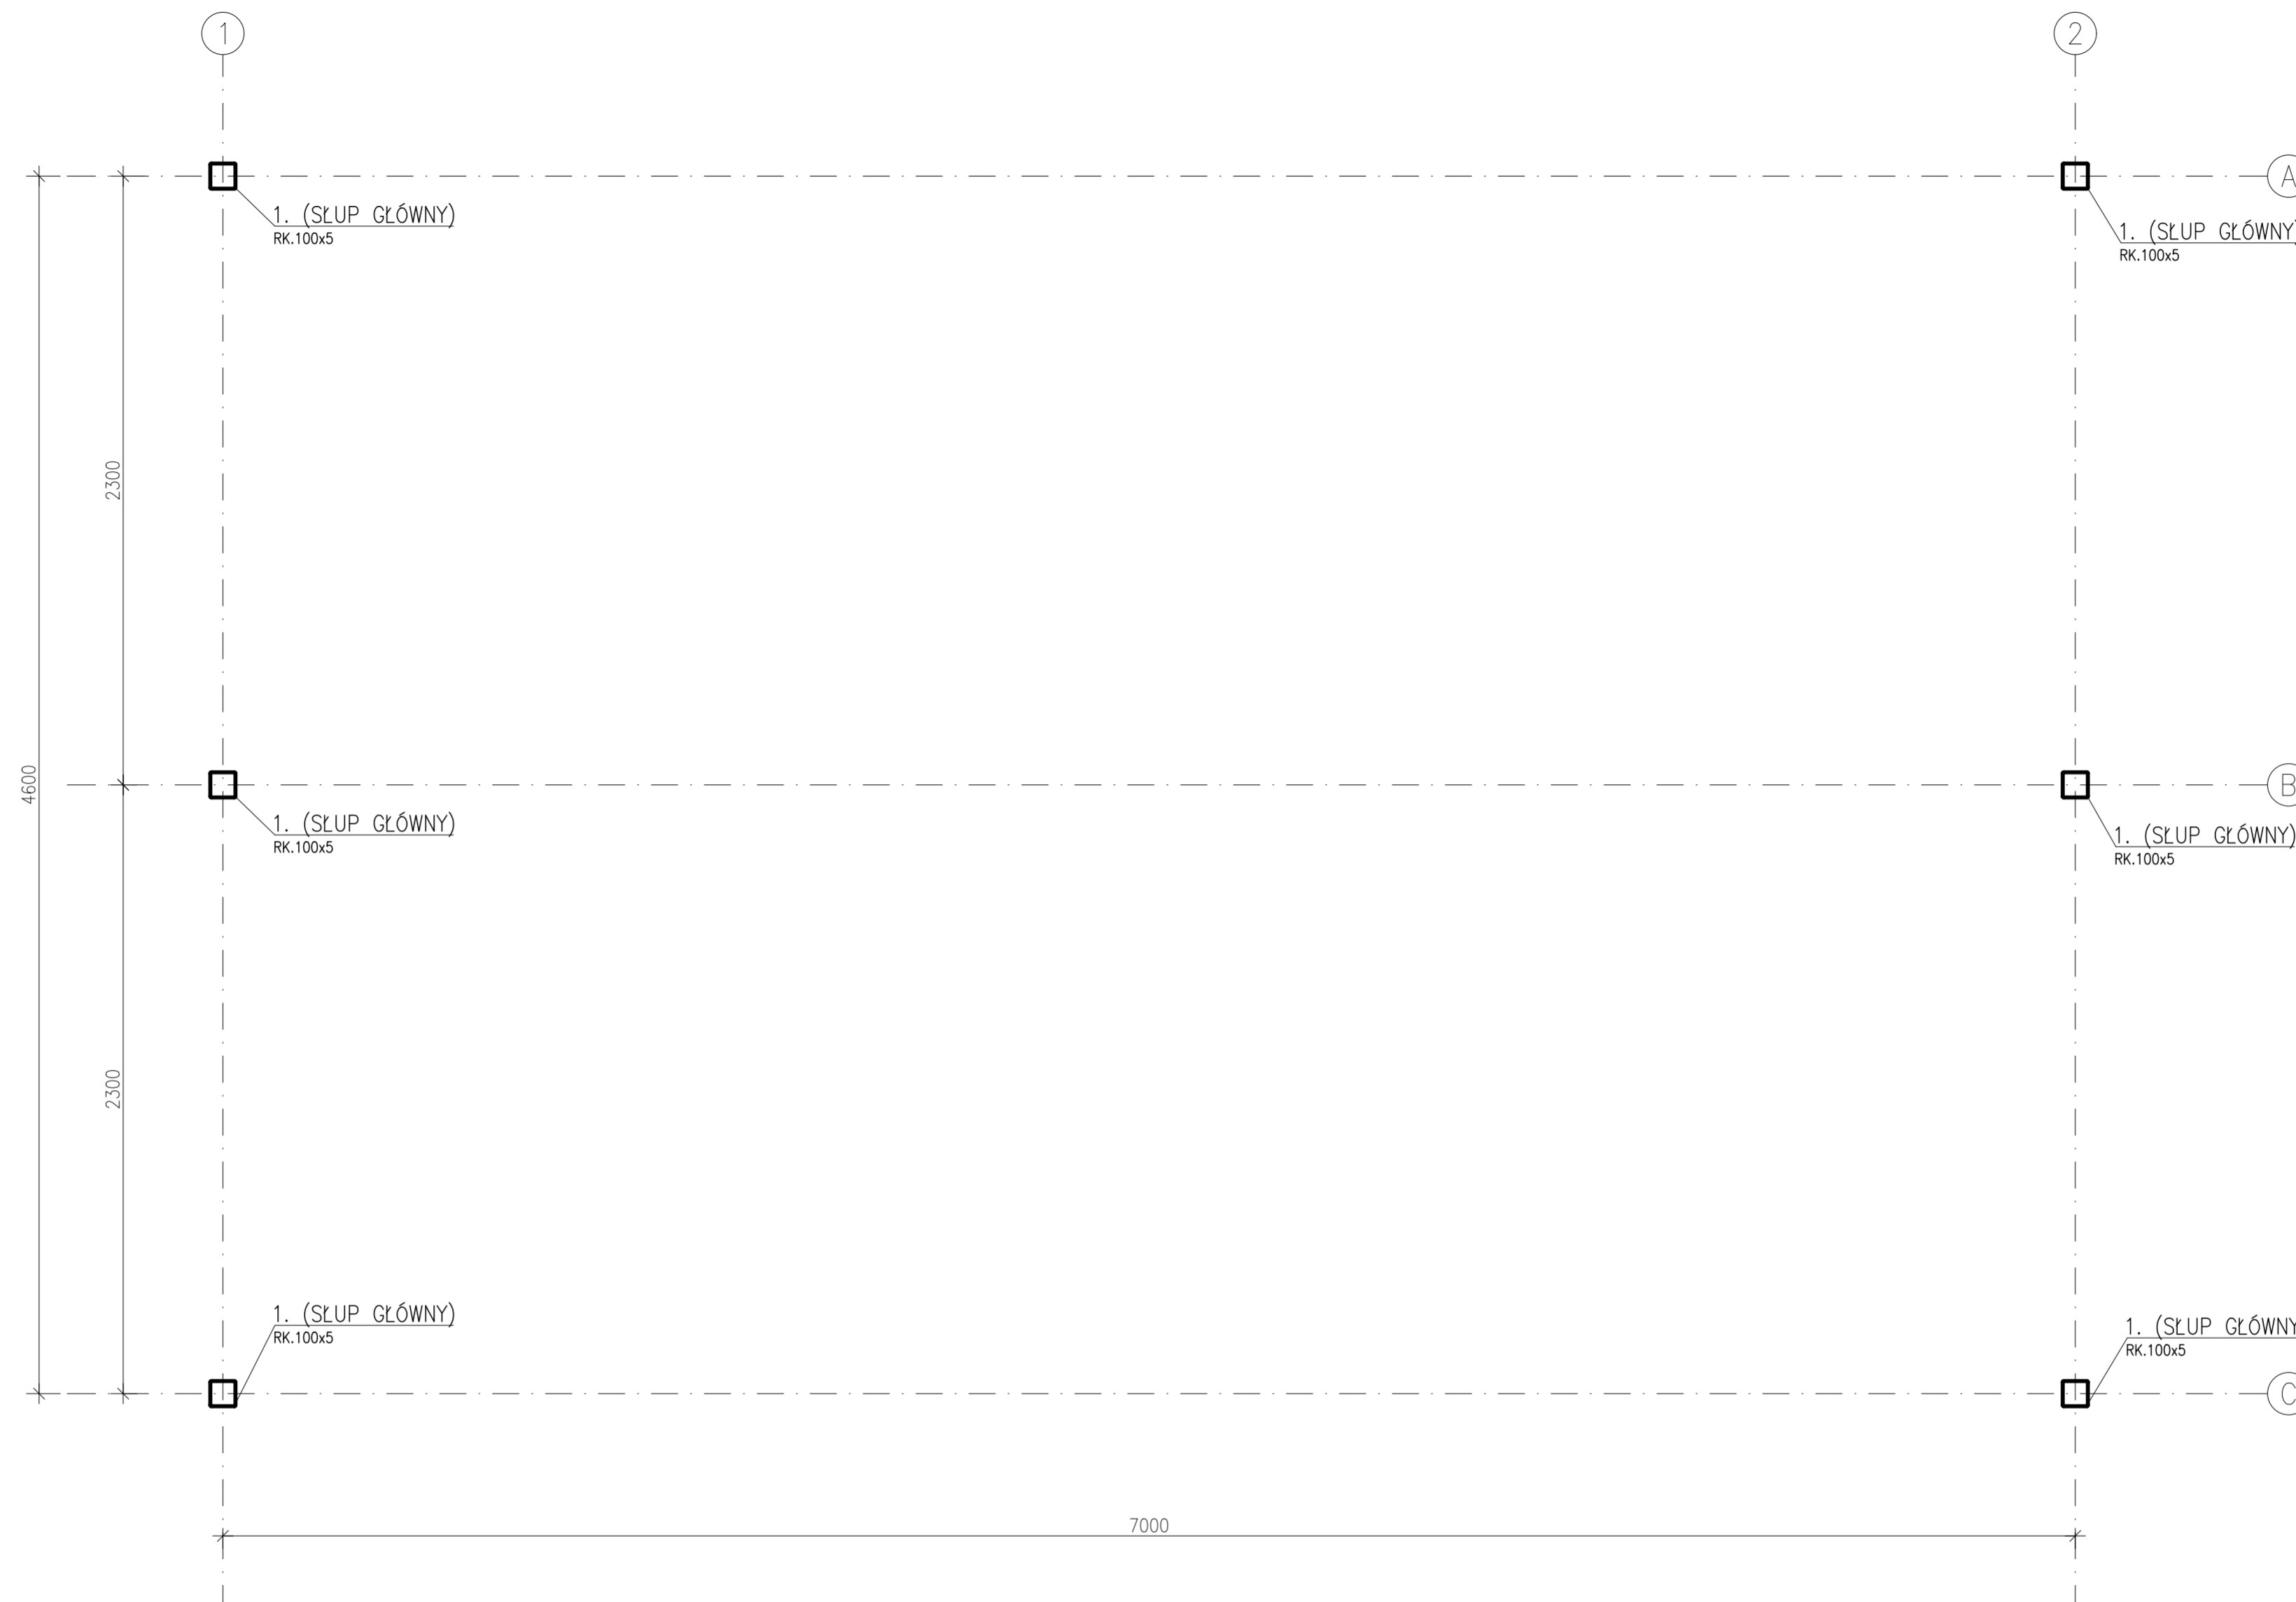 1
2
A
1. (SŁUP GŁÓWNY)
RK.100x5
1. (SŁUP GŁÓWNY)
RK.100x5
2300
4600
B
1. (SŁUP GŁÓWNY)
RK.100x5
1. (SŁUP GŁÓWNY)
RK.100x5
2300
1. (SŁUP GŁÓWNY)
RK.100x5
1. (SŁUP GŁÓWNY
RK.100x5
C
7000